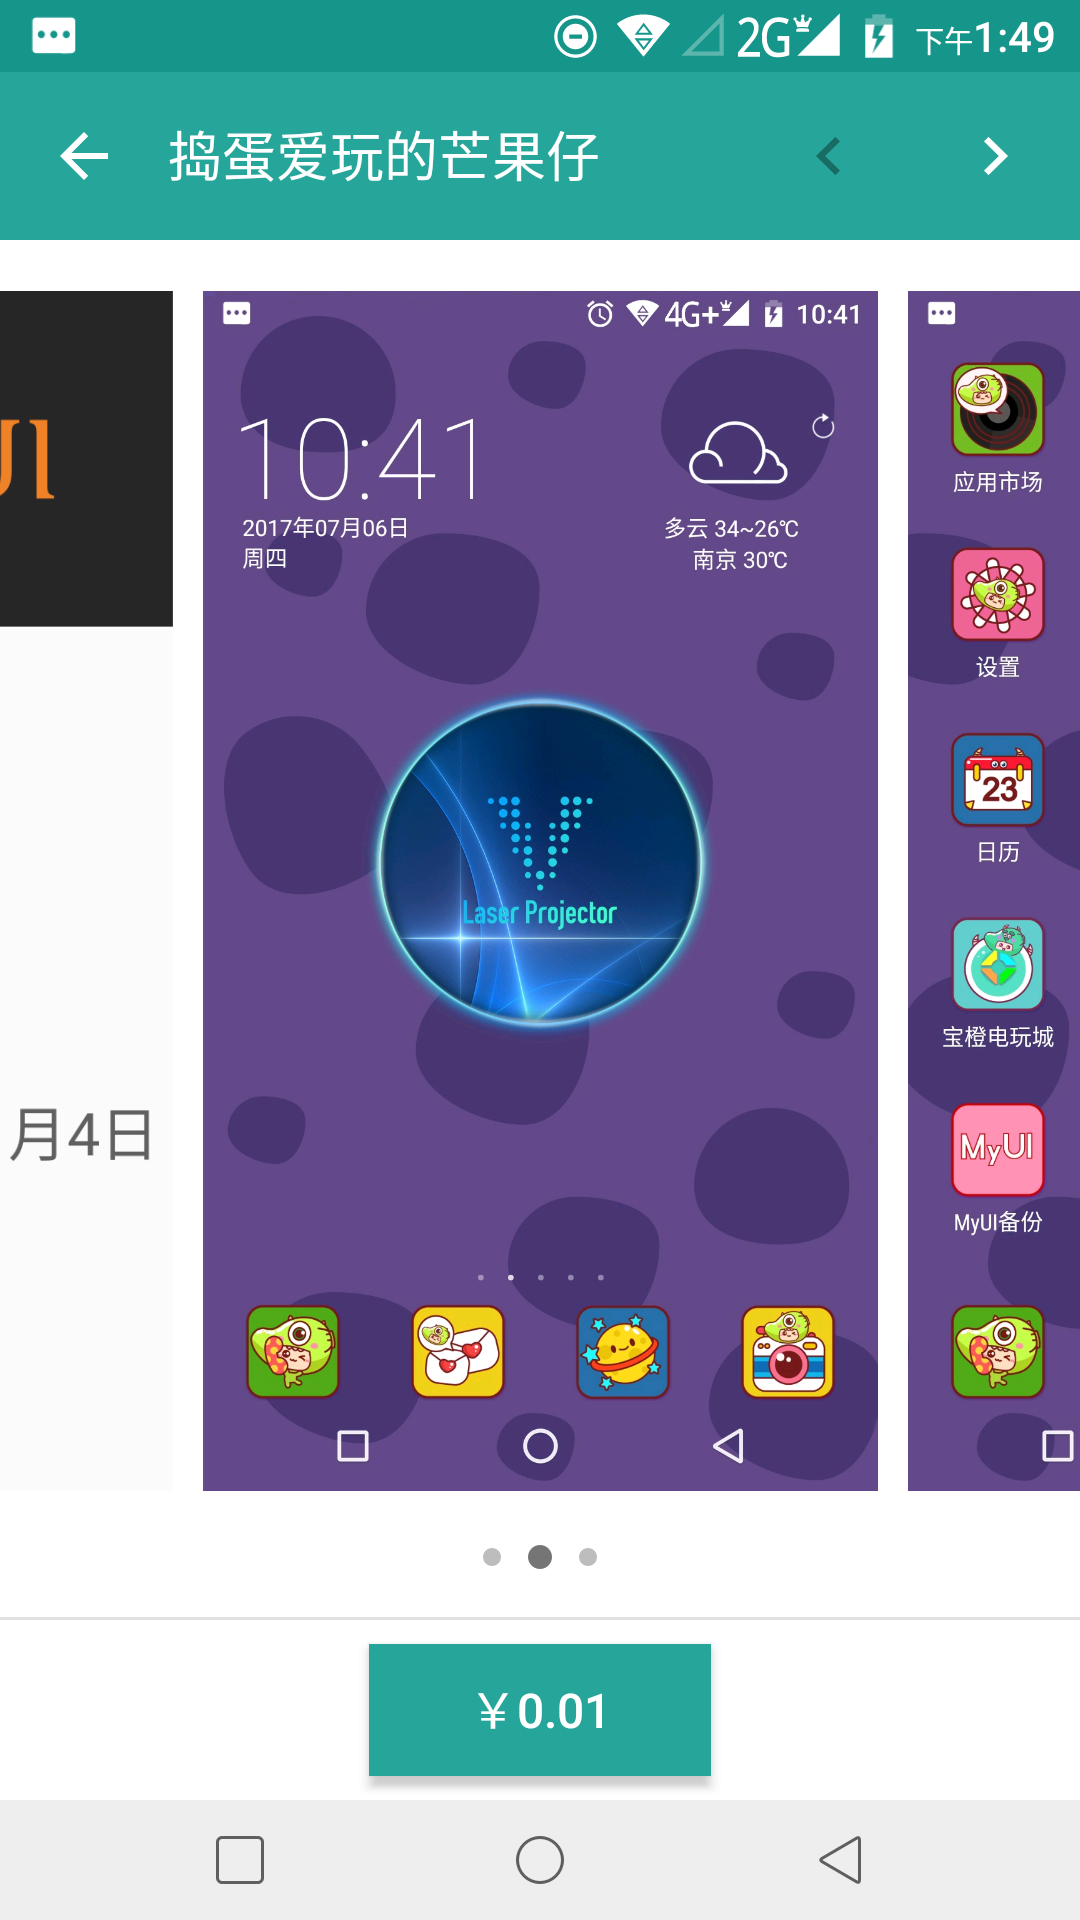 2G 下午1:49
捣蛋爱玩的芒果仔
月4日
4G+ 10:41
10:41
2017年07月06日
周四
多云 34~26℃
南京 30℃
Laser Projector
应用市场
设置
23
日历
宝橙电玩城
MyUI
MyUI备份
￥0.01